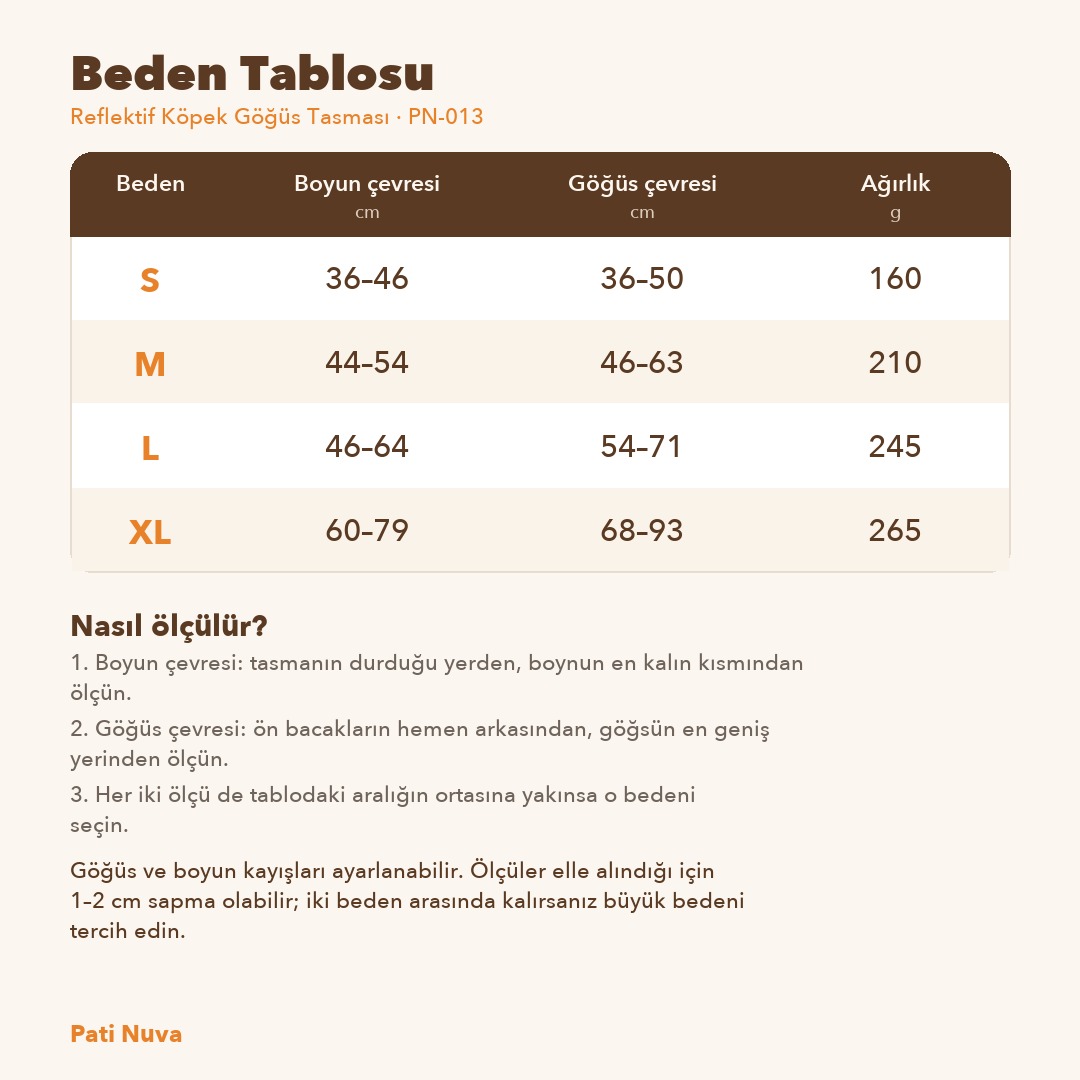 Beden Tablosu
Reflektif Köpek Göğüs Tasması · PN-013
Beden Boyun çevresi Göğüs çevresi Ağırlık
cm cm g
S 36–46 36–50 160
M 44–54 46–63 210
L 46–64 54–71 245
XL 60–79 68–93 265
Nasıl ölçülür?
1. Boyun çevresi: tasmanın durduğu yerden, boynun en kalın kısmından
ölçün.
2. Göğüs çevresi: ön bacakların hemen arkasından, göğsün en geniş
yerinden ölçün.
3. Her iki ölçü de tablodaki aralığın ortasına yakınsa o bedeni
seçin.
Göğüs ve boyun kayışları ayarlanabilir. Ölçüler elle alındığı için
1–2 cm sapma olabilir; iki beden arasında kalırsanız büyük bedeni
tercih edin.
Pati Nuva